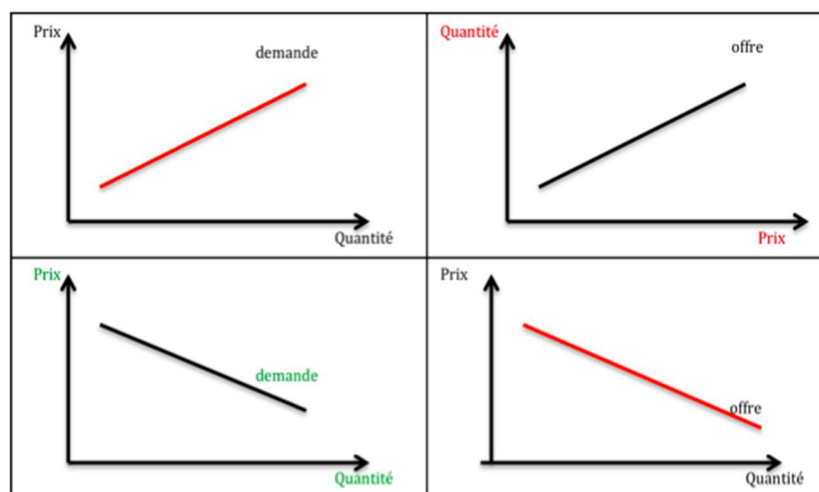 Prix
demande
Quantité
Quantité
offre
Prix
Prix
demande
Quantité
Prix
offre
Quantité